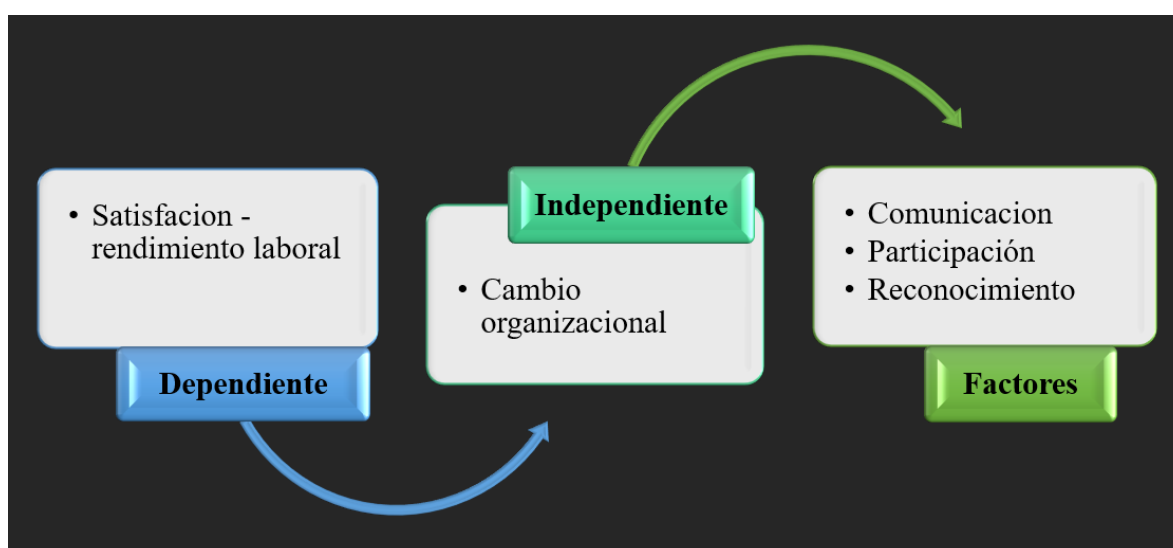 • Satisfacion -
rendimiento laboral
Dependiente
Independiente
• Cambio
organizacional
• Comunicacion
• Participación
• Reconocimiento
Factores